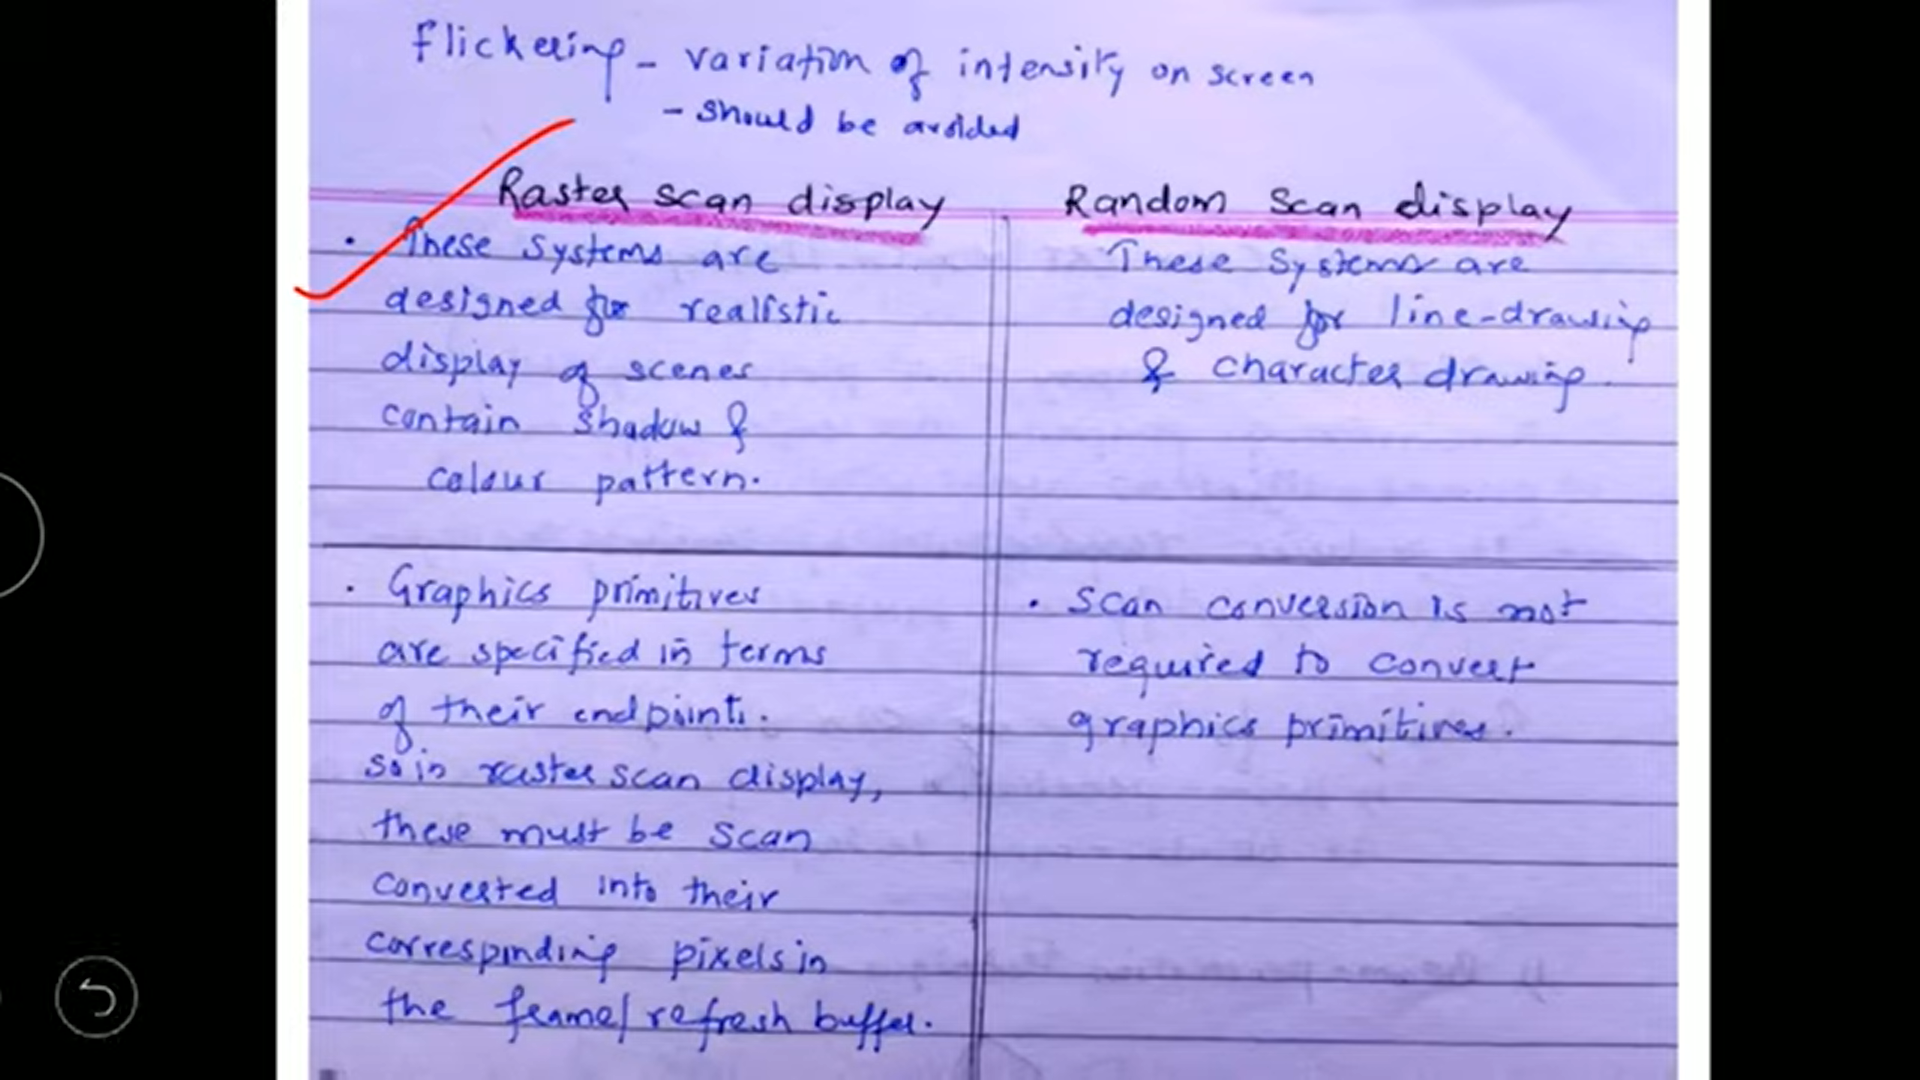 Flickering - variation of intensity on screen
- should be avoided
Raster scan display
• These systems are
designed for realistic
display of scenes
contain shadow &
colour pattern.
Random Scan display
These Systems are
designed for line-drawing
& character drawing.
• Graphics primitives
are specified in terms
of their endpoints.
So in raster scan display,
these must be scan
converted into their
corresponding pixels in
the frame/refresh buffer.
• Scan conversion is not
required to convert
graphics primitives.